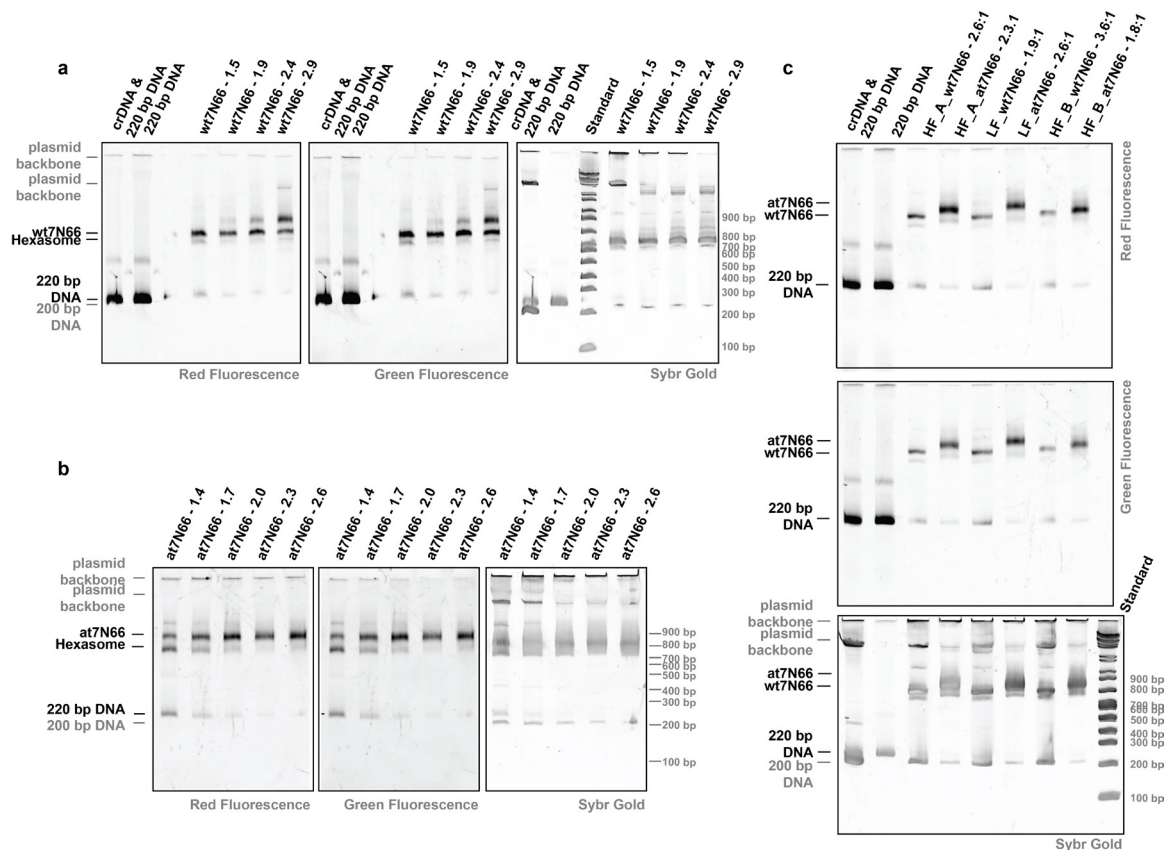 a
crDNA &
220 bp DNA
220 bp DNA
wt7N66 - 1.5
wt7N66 - 1.9
wt7N66 - 2.4
wt7N66 - 2.9
crDNA &
220 bp DNA
220 bp DNA
wt7N66 - 1.5
wt7N66 - 1.9
wt7N66 - 2.4
wt7N66 - 2.9
crDNA &
220 bp DNA
220 bp DNA
Standard
wt7N66 - 1.5
wt7N66 - 1.9
wt7N66 - 2.4
wt7N66 - 2.9
plasmid
backbone
plasmid
backbone
wt7N66
Hexasome
220 bp
DNA
200 bp
DNA
900 bp
800 bp
700 bp
600 bp
500 bp
400 bp
300 bp
200 bp
100 bp
Red Fluorescence
Green Fluorescence
Sybr Gold
b
at7N66 - 1.4
at7N66 - 1.7
at7N66 - 2.0
at7N66 - 2.3
at7N66 - 2.6
at7N66 - 1.4
at7N66 - 1.7
at7N66 - 2.0
at7N66 - 2.3
at7N66 - 2.6
at7N66 - 1.4
at7N66 - 1.7
at7N66 - 2.0
at7N66 - 2.3
at7N66 - 2.6
plasmid
backbone
plasmid
backbone
at7N66
Hexasome
220 bp DNA
200 bp DNA
900 bp
800 bp
700 bp
600 bp
500 bp
400 bp
300 bp
200 bp
100 bp
Red Fluorescence
Green Fluorescence
Sybr Gold
c
crDNA &
220 bp DNA
220 bp DNA
HF_A_wt7N66 - 2.6:1
HF_A_at7N66 - 2.3.1
LF_wt7N66 - 1.9:1
LF_at7N66 - 2.6:1
HF_B_wt7N66 - 3.6:1
HF_B_at7N66 - 1.8:1
at7N66
wt7N66
220 bp
DNA
Red Fluorescence
at7N66
wt7N66
220 bp
DNA
Green Fluorescence
Standard
plasmid
backbone
plasmid
backbone
at7N66
wt7N66
220 bp
DNA
200 bp
DNA
900 bp
800 bp
700 bp
600 bp
500 bp
400 bp
300 bp
200 bp
100 bp
Sybr Gold